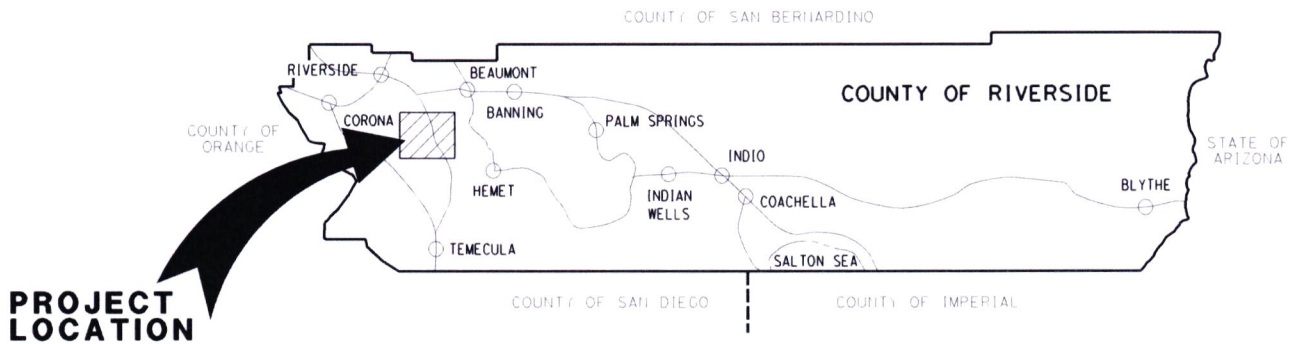 COUNTY OF SAN BERNARDINO
RIVERSIDE
BEAUMONT
COUNTY OF RIVERSIDE
BANNING
CORONA
PALM SPRINGS
COUNTY OF
ORANGE
STATE OF
ARIZONA
INDIO
HEMET
INDIAN
WELLS
BLYTHE
COACHELLA
TEMECULA
SALTON SEA
PROJECT
LOCATION
COUNTY OF SAN DIEGO
COUNTY OF IMPERIAL